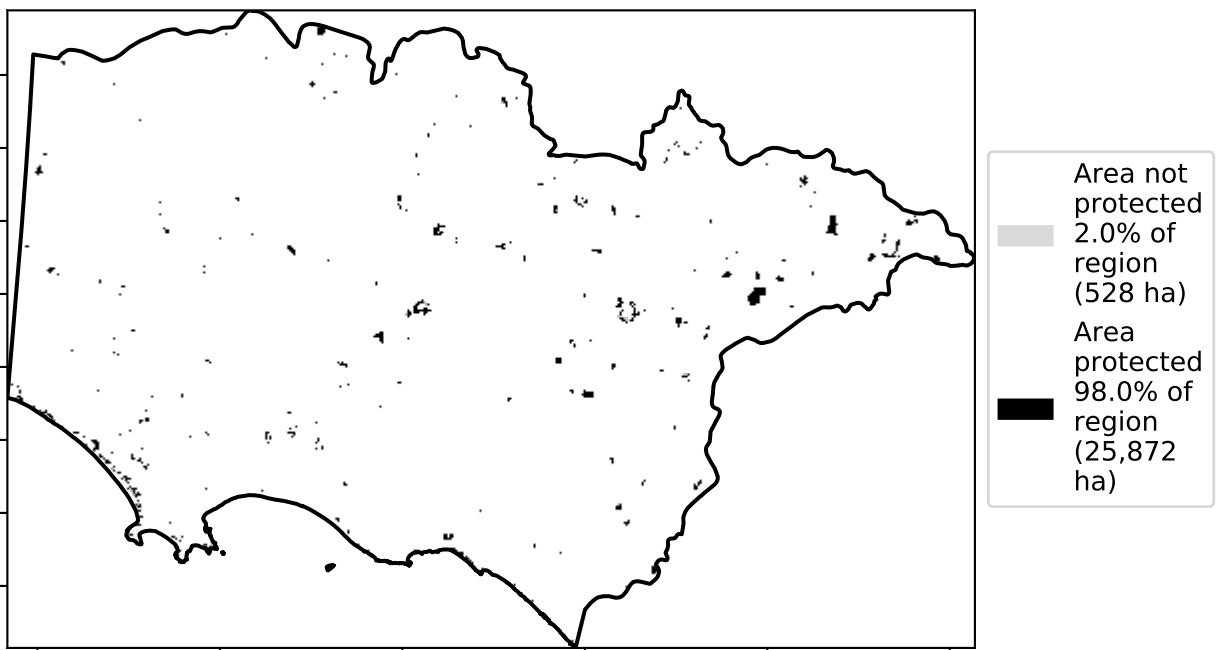 Area not
protected
2.0% of
region
(528 ha)
Area
protected
98.0% of
region
(25,872
ha)